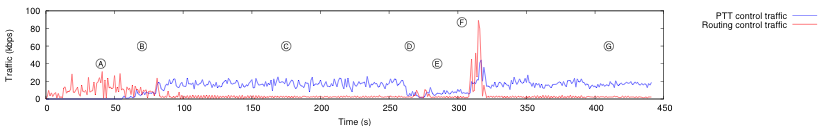 100
80
60
40
20
0
0 50 100 150 200 250 300 350 400 450
Traffic (kbps)
Time (s)
A B C D E F G
PTT control traffic
Routing control traffic